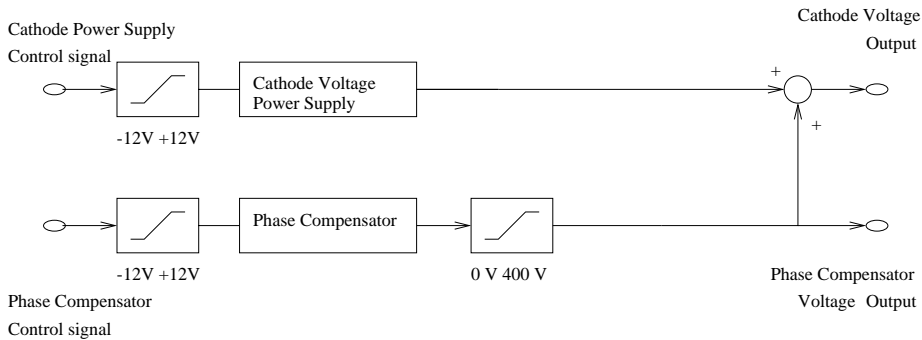 Cathode Power Supply
Control signal
Cathode Voltage
Output
Cathode Voltage
Power Supply
+
+
-12V +12V
Phase Compensator
-12V +12V
0 V 400 V
Phase Compensator
Control signal
Phase Compensator
Voltage Output